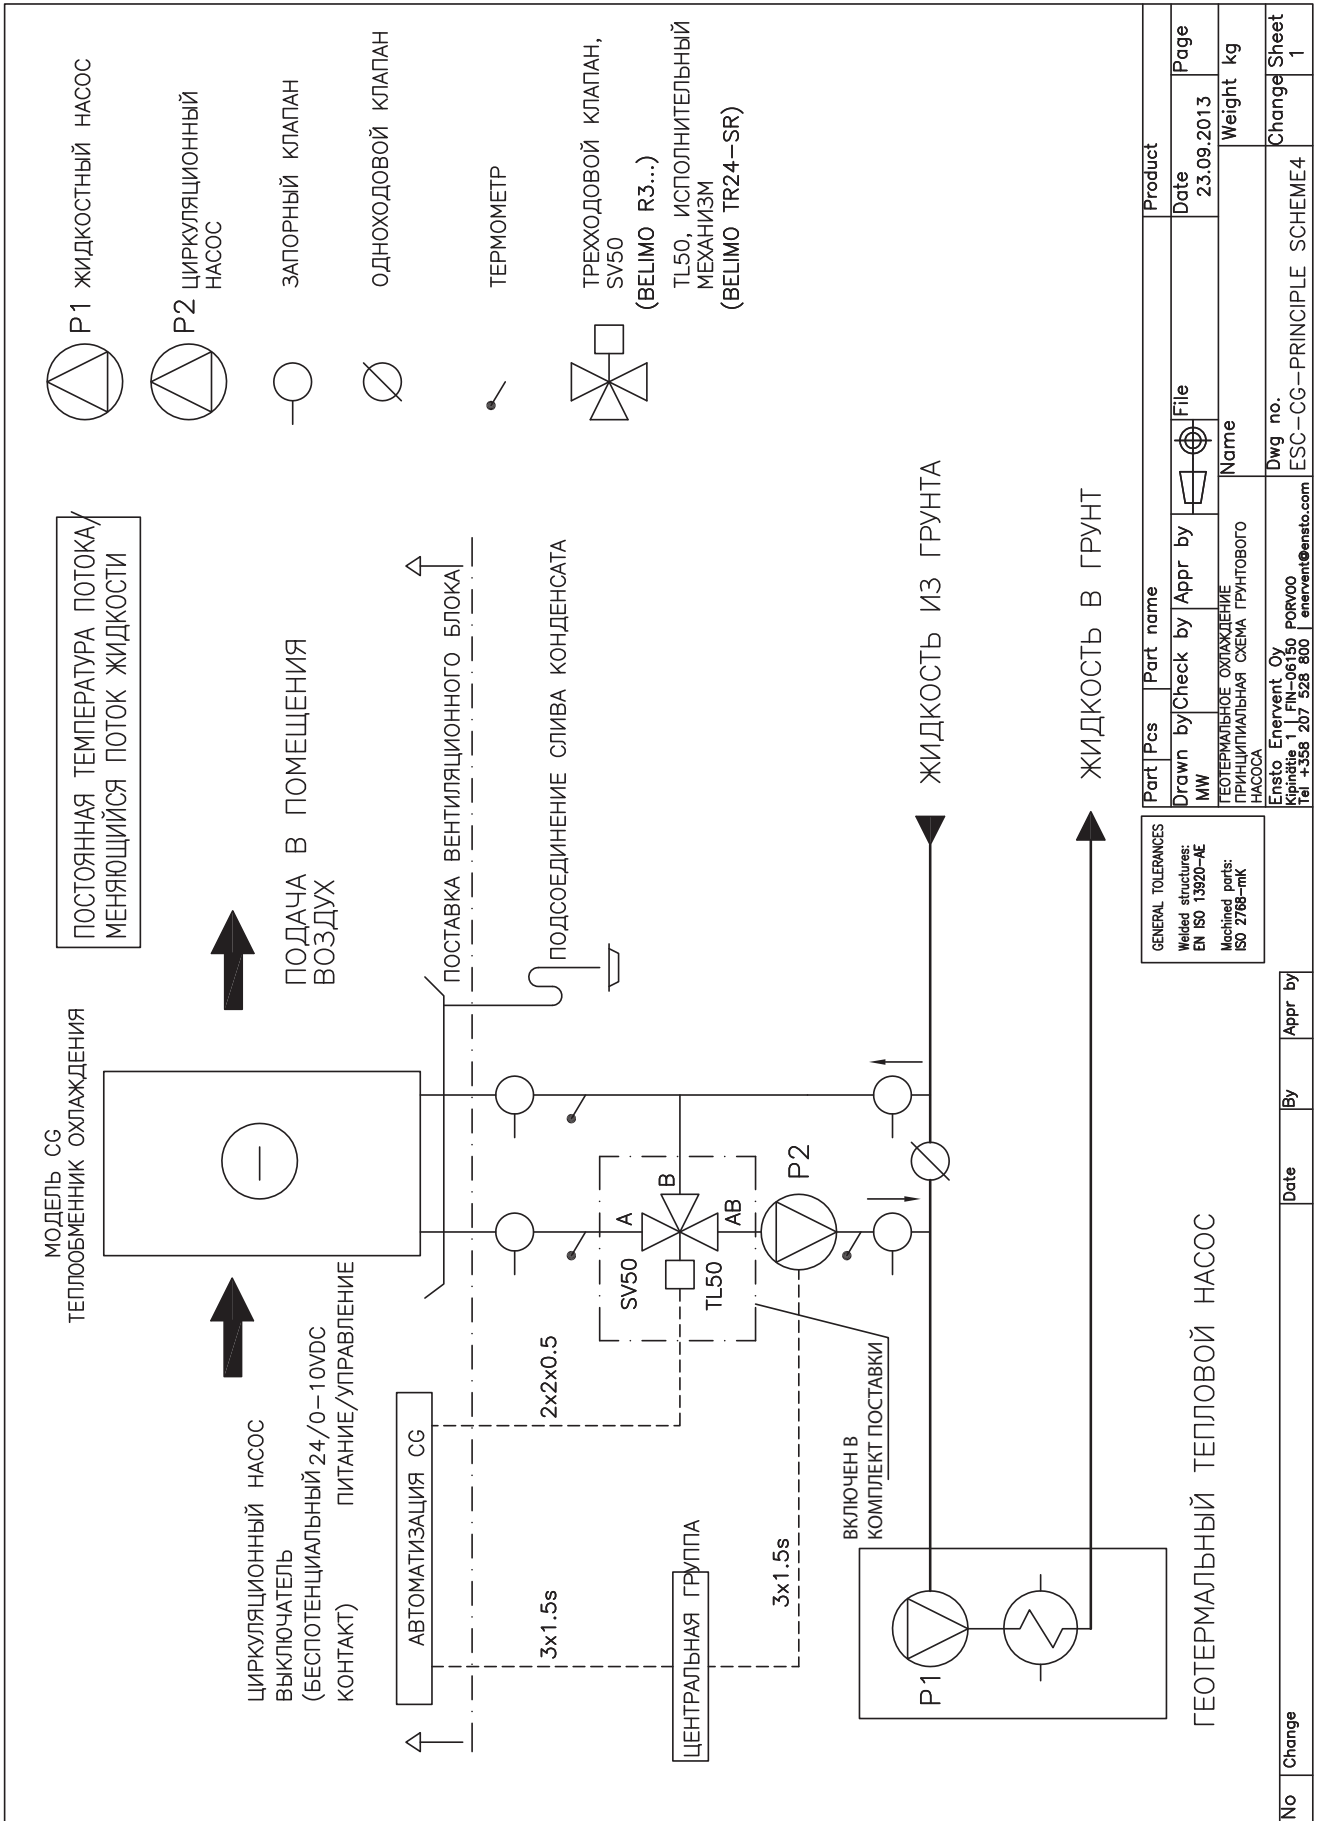 МОДЕЛЬ CG
ТЕПЛООБМЕННИК ОХЛАЖДЕНИЯ
ПОСТОЯННАЯ ТЕМПЕРАТУРА ПОТОКА/
МЕНЯЮЩИЙСЯ ПОТОК ЖИДКОСТИ
P1 ЖИДКОСТНЫЙ НАСОС
P2 ЦИРКУЛЯЦИОННЫЙ
НАСОС
ЗАПОРНЫЙ КЛАПАН
ОДНОХОДОВОЙ КЛАПАН
ТЕРМОМЕТР
ТРЕХХОДОВОЙ КЛАПАН,
SV50
(BELIMO R3...)
TL50, ИСПОЛНИТЕЛЬНЫЙ
МЕХАНИЗМ
(BELIMO TR24-SR)
ЦИРКУЛЯЦИОННЫЙ НАСОС
ВЫКЛЮЧАТЕЛЬ
(БЕСПОТЕНЦИАЛЬНЫЙ
КОНТАКТ)
24/0-10VDC
ПИТАНИЕ/УПРАВЛЕНИЕ
ПОДАЧА В ПОМЕЩЕНИЯ
ВОЗДУХ
АВТОМАТИЗАЦИЯ CG
ПОСТАВКА ВЕНТИЛЯЦИОННОГО БЛОКА
ПОДСОЕДИНЕНИЕ СЛИВА КОНДЕНСАТА
3x1.5s
2x2x0.5
SV50
A
B
TL50
AB
ЦЕНТРАЛЬНАЯ ГРУППА
3x1.5s
P2
ВКЛЮЧЕН В
КОМПЛЕКТ ПОСТАВКИ
P1
ЖИДКОСТЬ ИЗ ГРУНТА
ЖИДКОСТЬ В ГРУНТ
ГЕОТЕРМАЛЬНЫЙ ТЕПЛОВОЙ НАСОС
GENERAL TOLERANCES
Welded structures:
EN ISO 13920-AE
Machined parts:
ISO 2768-mK
Part Pcs Part name Product
Drawn by Check by Appr by File Date Page
MW 23.09.2013
ГЕОТЕРМАЛЬНОЕ ОХЛАЖДЕНИЕ
ПРИНЦИПИАЛЬНАЯ СХЕМА ГРУНТОВОГО
НАСОСА
Name Weight kg
Ensto Enervent Oy
Kipinätie 1 | FIN-06150 PORVOO
Tel +358 207 528 800 | enervent@ensto.com
Dwg no. Change Sheet
ESC-CG-PRINCIPLE SCHEME4 1
No Change Date By Appr by